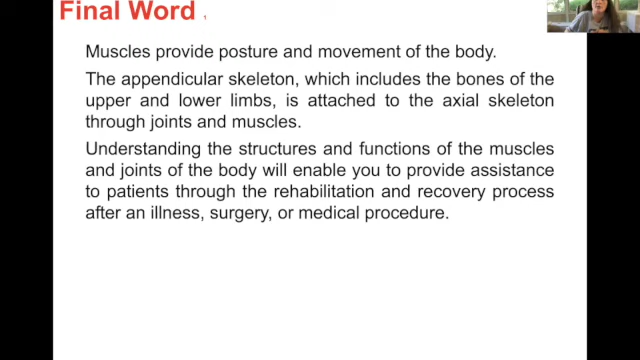 Final Word
Muscles provide posture and movement of the body.
The appendicular skeleton, which includes the bones of the
upper and lower limbs, is attached to the axial skeleton
through joints and muscles.
Understanding the structures and functions of the muscles
and joints of the body will enable you to provide assistance
to patients through the rehabilitation and recovery process
after an illness, surgery, or medical procedure.